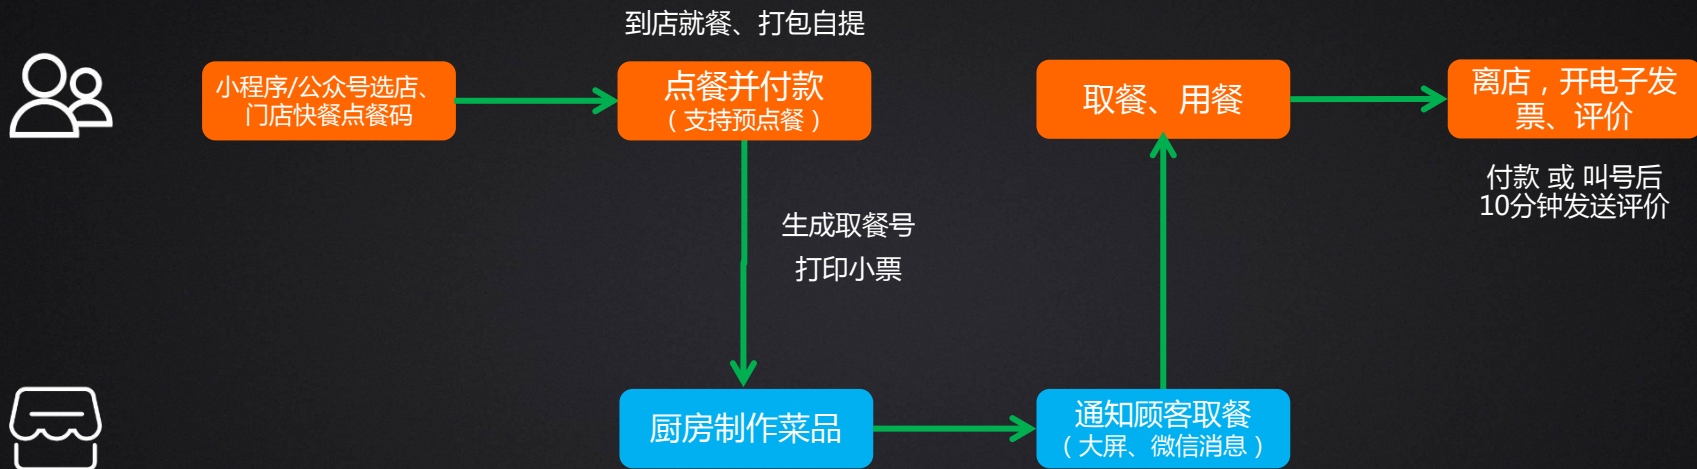 到店就餐、打包自提
小程序/公众号选店、
门店快餐点餐码
点餐并付款
（支持预点餐）
取餐、用餐
离店，开电子发
票、评价
付款 或 叫号后
10分钟发送评价
生成取餐号
打印小票
厨房制作菜品
通知顾客取餐
（大屏、微信消息）